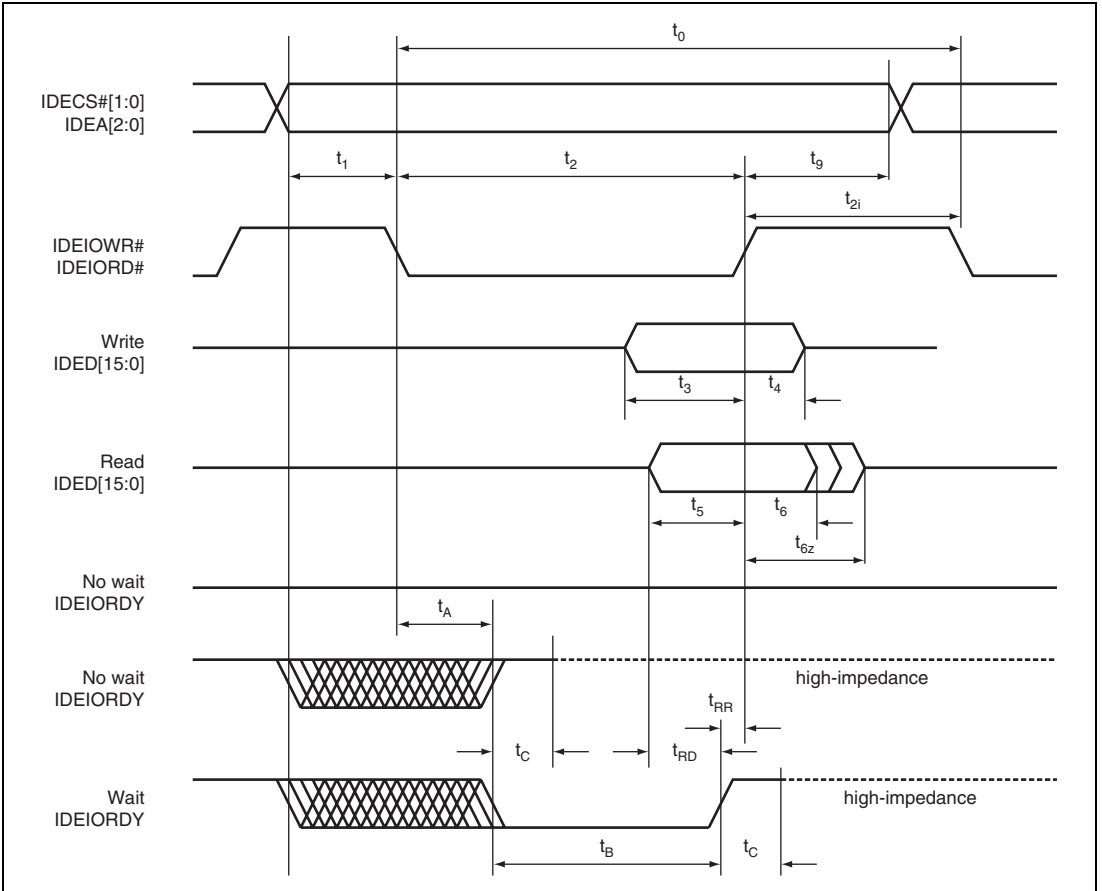 t0
IDECS#[1:0]
IDEA[2:0]
t1
t2
t9
t2i
IDEIOWR#
IDEIORD#
Write
IDED[15:0]
t3
t4
Read
IDED[15:0]
t5
t6
t6z
No wait
IDEIORDY
tA
No wait
IDEIORDY
high-impedance
tRR
tC
tRD
Wait
IDEIORDY
high-impedance
tB
tC